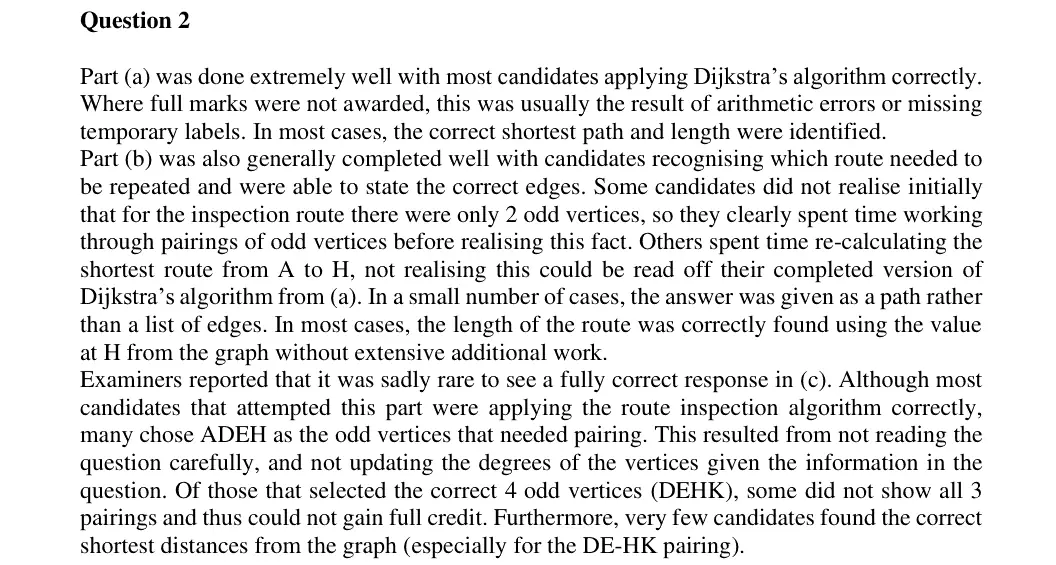 Question 2
Part (a) was done extremely well with most candidates applying Dijkstra's algorithm correctly.
Where full marks were not awarded, this was usually the result of arithmetic errors or missing
temporary labels. In most cases, the correct shortest path and length were identified.
Part (b) was also generally completed well with candidates recognising which route needed to
be repeated and were able to state the correct edges. Some candidates did not realise initially
that for the inspection route there were only 2 odd vertices, so they clearly spent time working
through pairings of odd vertices before realising this fact. Others spent time re-calculating the
shortest route from A to H, not realising this could be read off their completed version of
Dijkstra's algorithm from (a). In a small number of cases, the answer was given as a path rather
than a list of edges. In most cases, the length of the route was correctly found using the value
at H from the graph without extensive additional work.
Examiners reported that it was sadly rare to see a fully correct response in (c). Although most
candidates that attempted this part were applying the route inspection algorithm correctly,
many chose ADEH as the odd vertices that needed pairing. This resulted from not reading the
question carefully, and not updating the degrees of the vertices given the information in the
question. Of those that selected the correct 4 odd vertices (DEHK), some did not show all 3
pairings and thus could not gain full credit. Furthermore, very few candidates found the correct
shortest distances from the graph (especially for the DE-HK pairing).